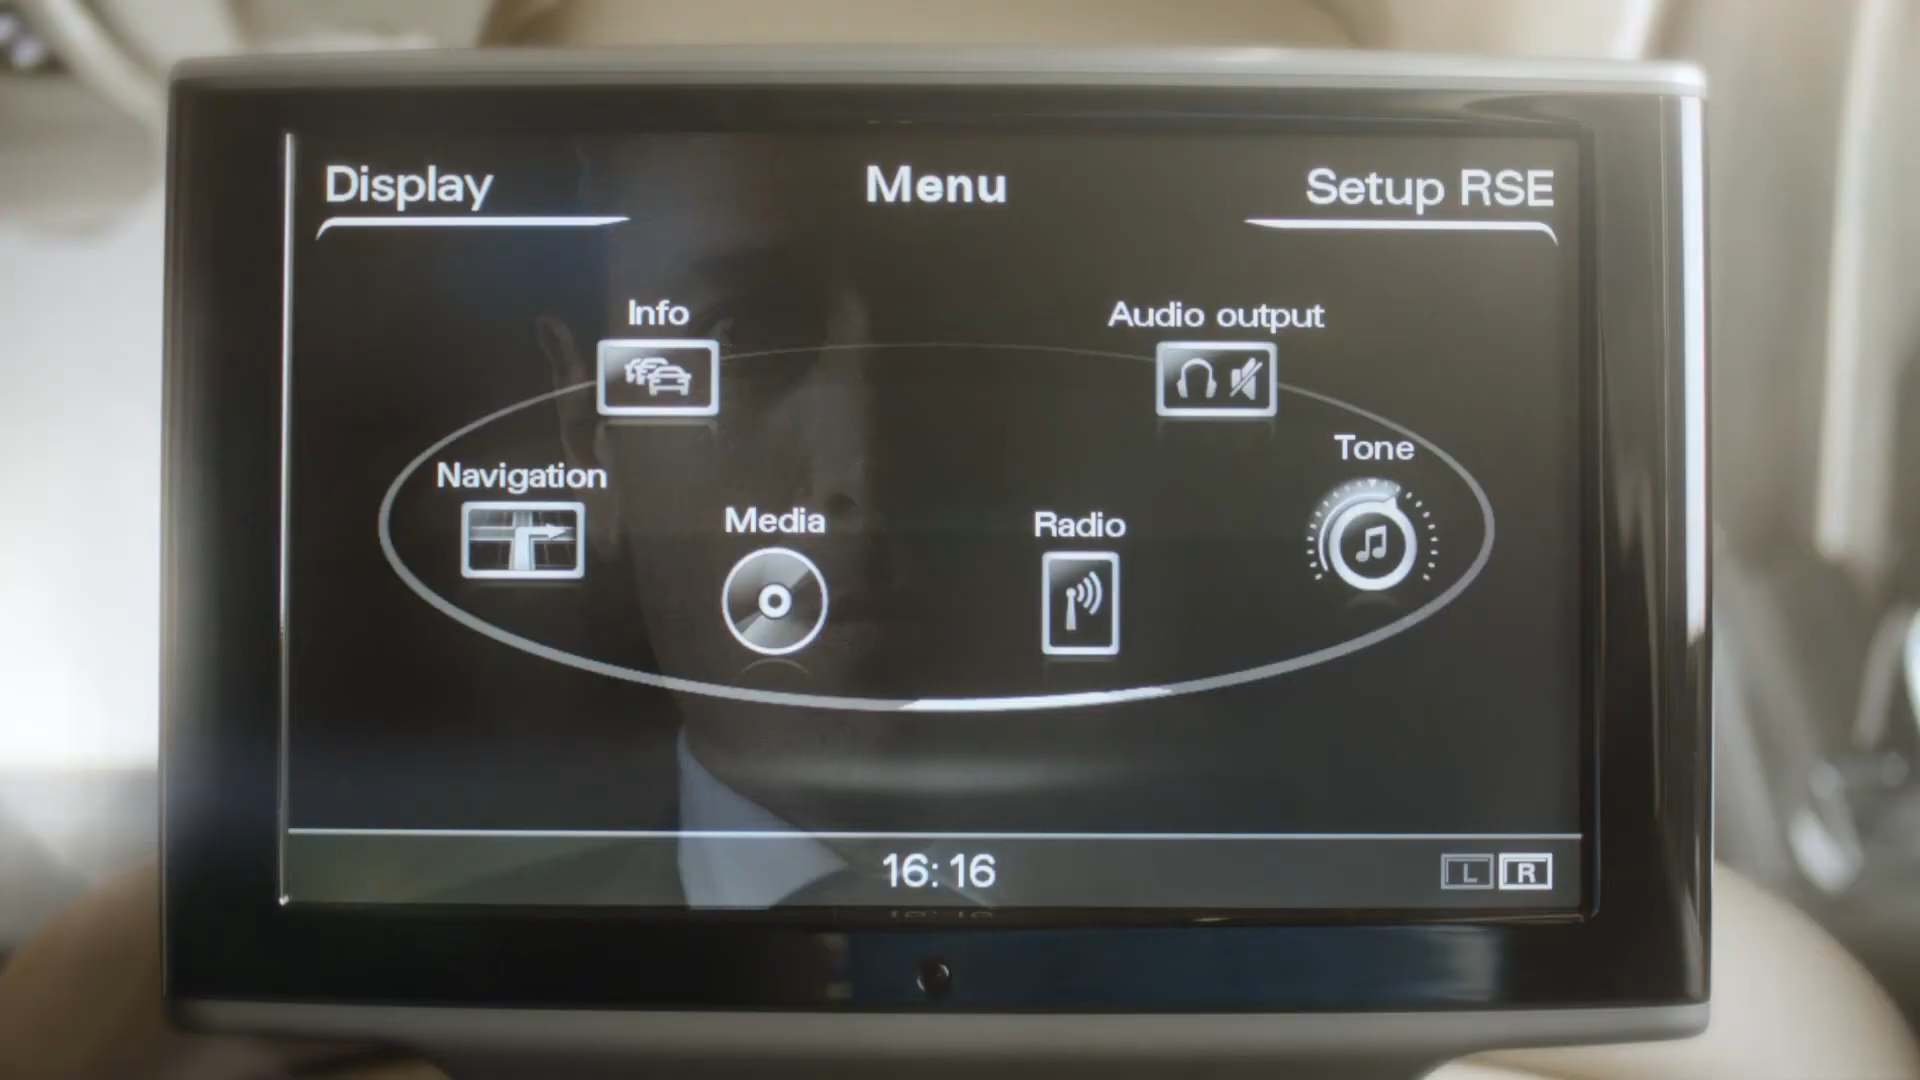 Display
Menu
Setup RSE
Info
Audio output
Tone
Navigation
Media
Radio
16:16
L R